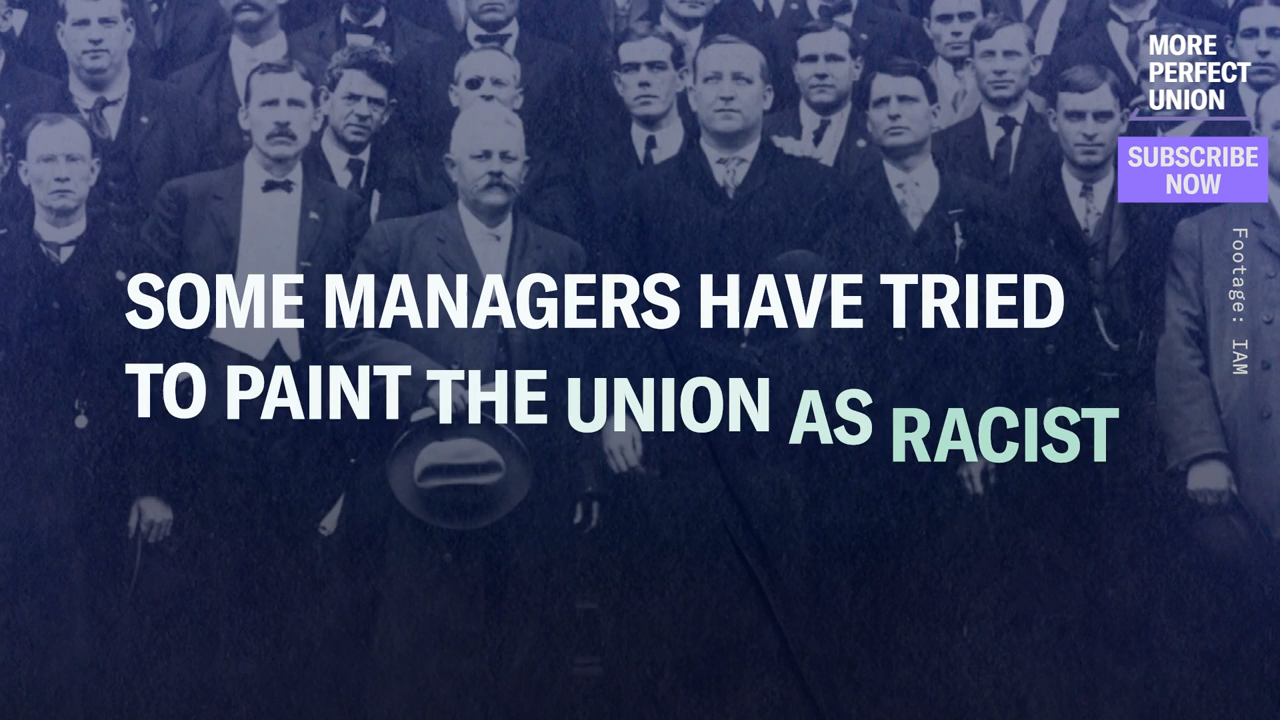 MORE
PERFECT
UNION
SUBSCRIBE
NOW
Footage: IAM
SOME MANAGERS HAVE TRIED
TO PAINT THE UNION AS RACIST